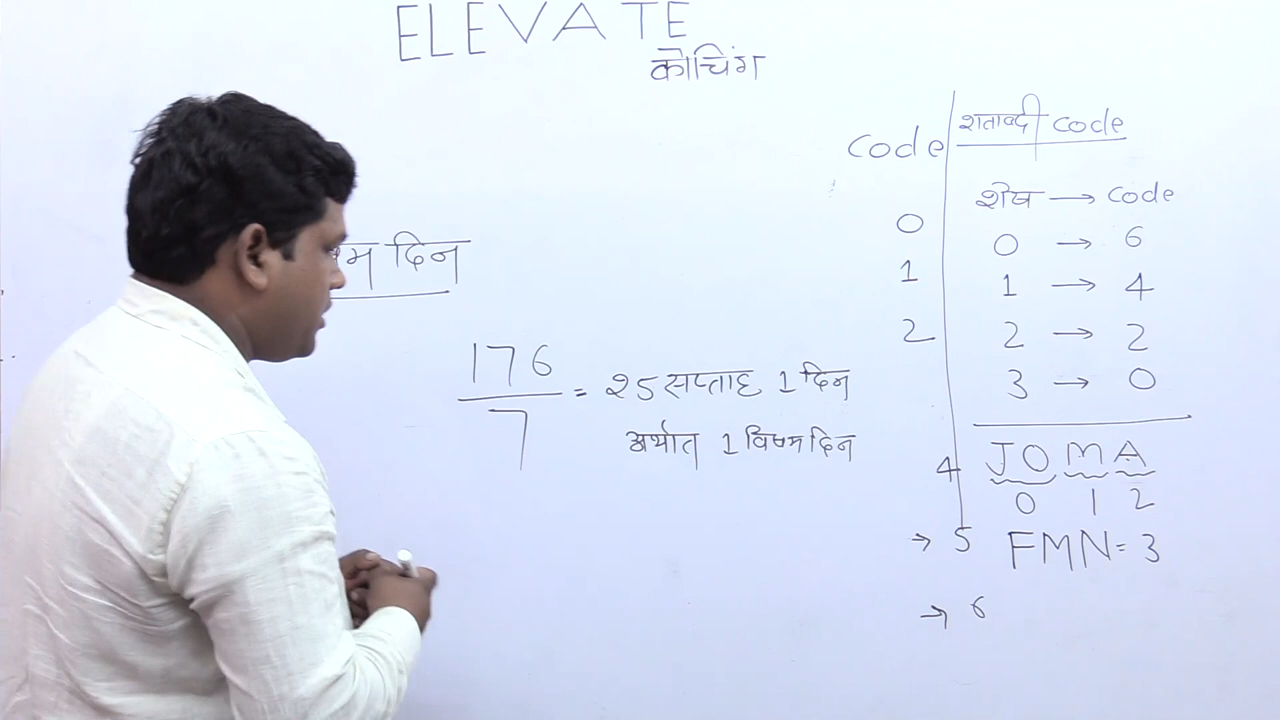 ELEVATE
कोचिंग
म दिन
176
7
= 25 सप्ताह 1 दिन
अर्थात 1 विषम दिन
Code
0
1
2
4
→ 5
→ 6
शताब्दी code
शेष → code
0 → 6
1 → 4
2 → 2
3 → 0
JOMA
0 1 2
FMN = 3